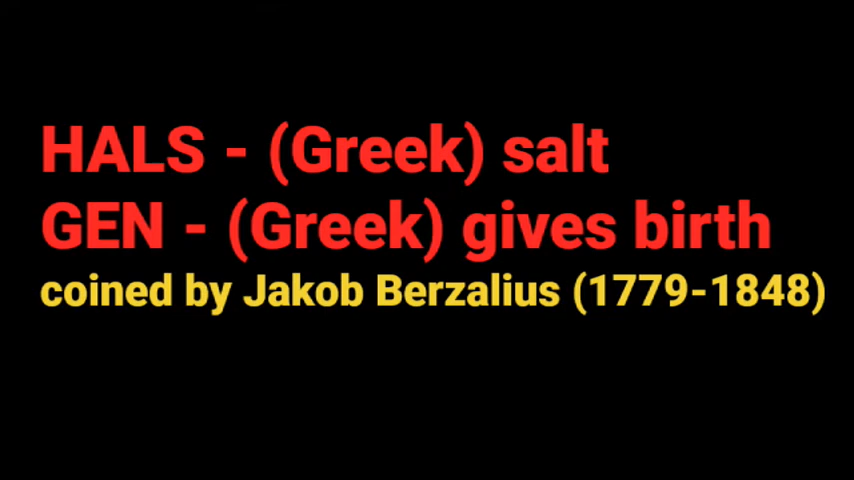 HALS - (Greek) salt
GEN - (Greek) gives birth
coined by Jakob Berzalius (1779-1848)